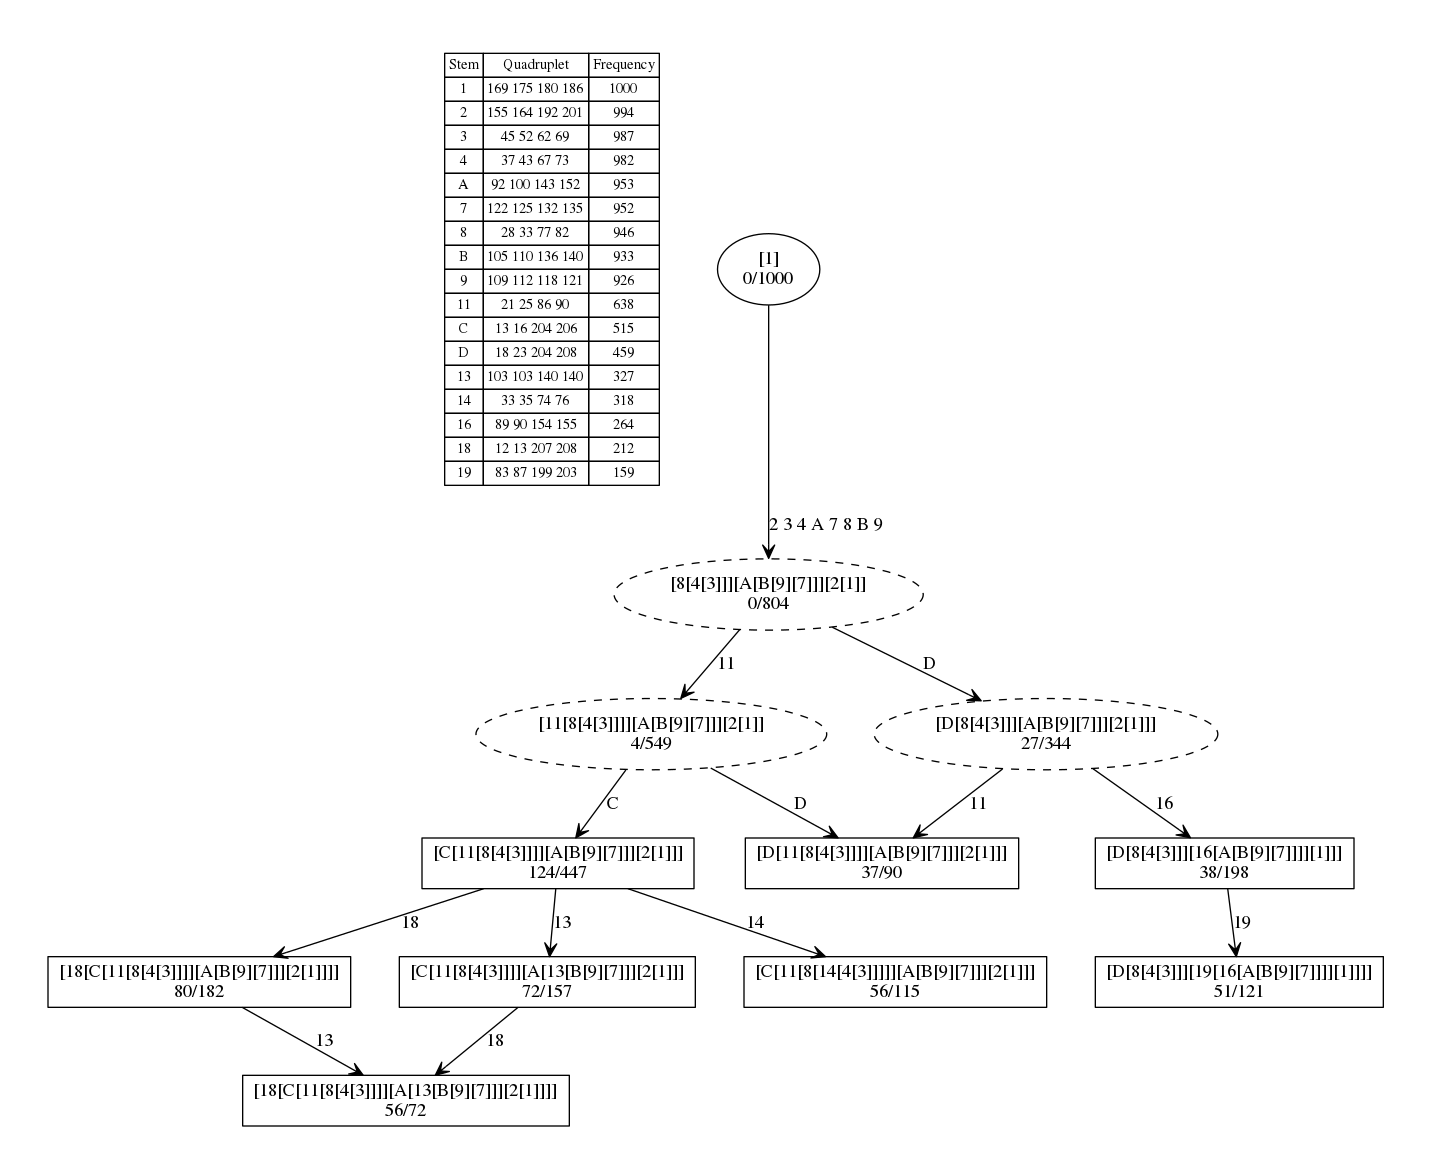 Stem Quadruplet Frequency
1 169 175 180 186 1000
2 155 164 192 201 994
3 45 52 62 69 987
4 37 43 67 73 982
A 92 100 143 152 953
7 122 125 132 135 952
8 28 33 77 82 946
B 105 110 136 140 933
9 109 112 118 121 926
11 21 25 86 90 638
C 13 16 204 206 515
D 18 23 204 208 459
13 103 103 140 140 327
14 33 35 74 76 318
16 89 90 154 155 264
18 12 13 207 208 212
19 83 87 199 203 159
[1]
0/1000
2 3 4 A 7 8 B 9
[8[4[3]]][A[B[9][7]]][2[1]]
0/804
11
D
[11[8[4[3]]]][A[B[9][7]]][2[1]]
4/549
[D[8[4[3]]][A[B[9][7]]][2[1]]]
27/344
C
D
11
16
[C[11[8[4[3]]]][A[B[9][7]]][2[1]]]
124/447
[D[11[8[4[3]]]][A[B[9][7]]][2[1]]]
37/90
[D[8[4[3]]][16[A[B[9][7]]]][1]]]
38/198
18
13
14
19
[18[C[11[8[4[3]]]][A[B[9][7]]][2[1]]]]
80/182
[C[11[8[4[3]]]][A[13[B[9][7]]][2[1]]]
72/157
[C[11[8[14[4[3]]]]][A[B[9][7]]][2[1]]]
56/115
[D[8[4[3]]][19[16[A[B[9][7]]]][1]]]
51/121
13
18
[18[C[11[8[4[3]]]][A[13[B[9][7]]][2[1]]]]
56/72